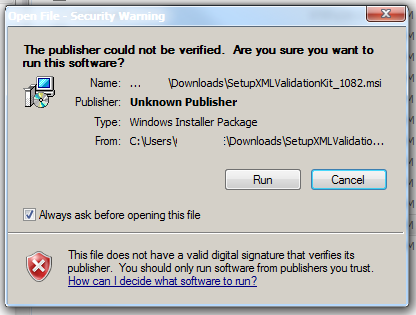 Open File - Security Warning
The publisher could not be verified. Are you sure you want to
run this software?
Name: ... \Downloads\SetupXMLValidationKit_1082.msi
Publisher: Unknown Publisher
Type: Windows Installer Package
From: C:\Users\ :\Downloads\SetupXMLValidatio...
Run Cancel
Always ask before opening this file
This file does not have a valid digital signature that verifies its
publisher. You should only run software from publishers you trust.
How can I decide what software to run?